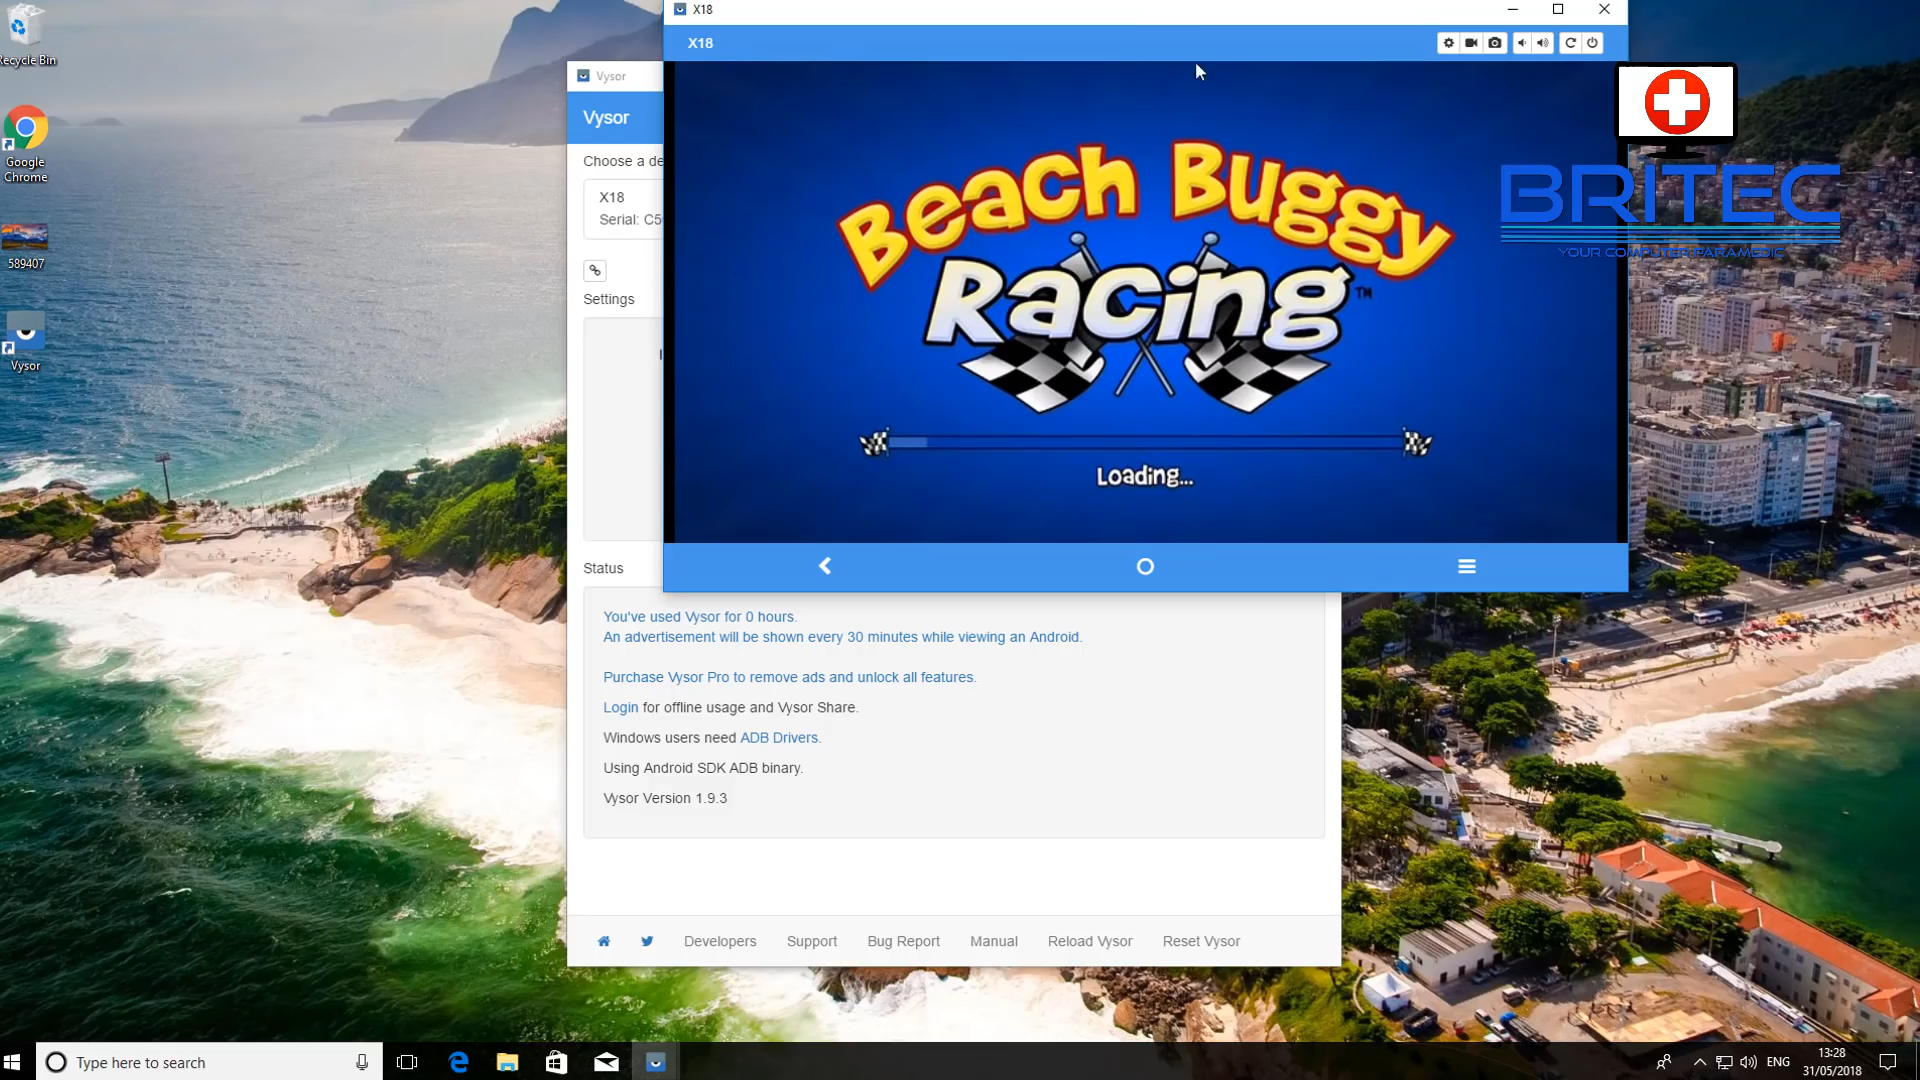 Recycle Bin
Google
Chrome
589407
Vysor
X18
X18
Vysor
Vysor
Choose a de
X18
Serial: C5
Settings
Status
Beach Buggy
Racing™
Loading...
BRITEC
YOUR COMPUTER PARAMEDIC
You've used Vysor for 0 hours.
An advertisement will be shown every 30 minutes while viewing an Android.
Purchase Vysor Pro to remove ads and unlock all features.
Login for offline usage and Vysor Share.
Windows users need ADB Drivers.
Using Android SDK ADB binary.
Vysor Version 1.9.3
Developers Support Bug Report Manual Reload Vysor Reset Vysor
Type here to search
ENG
13:28
31/05/2018